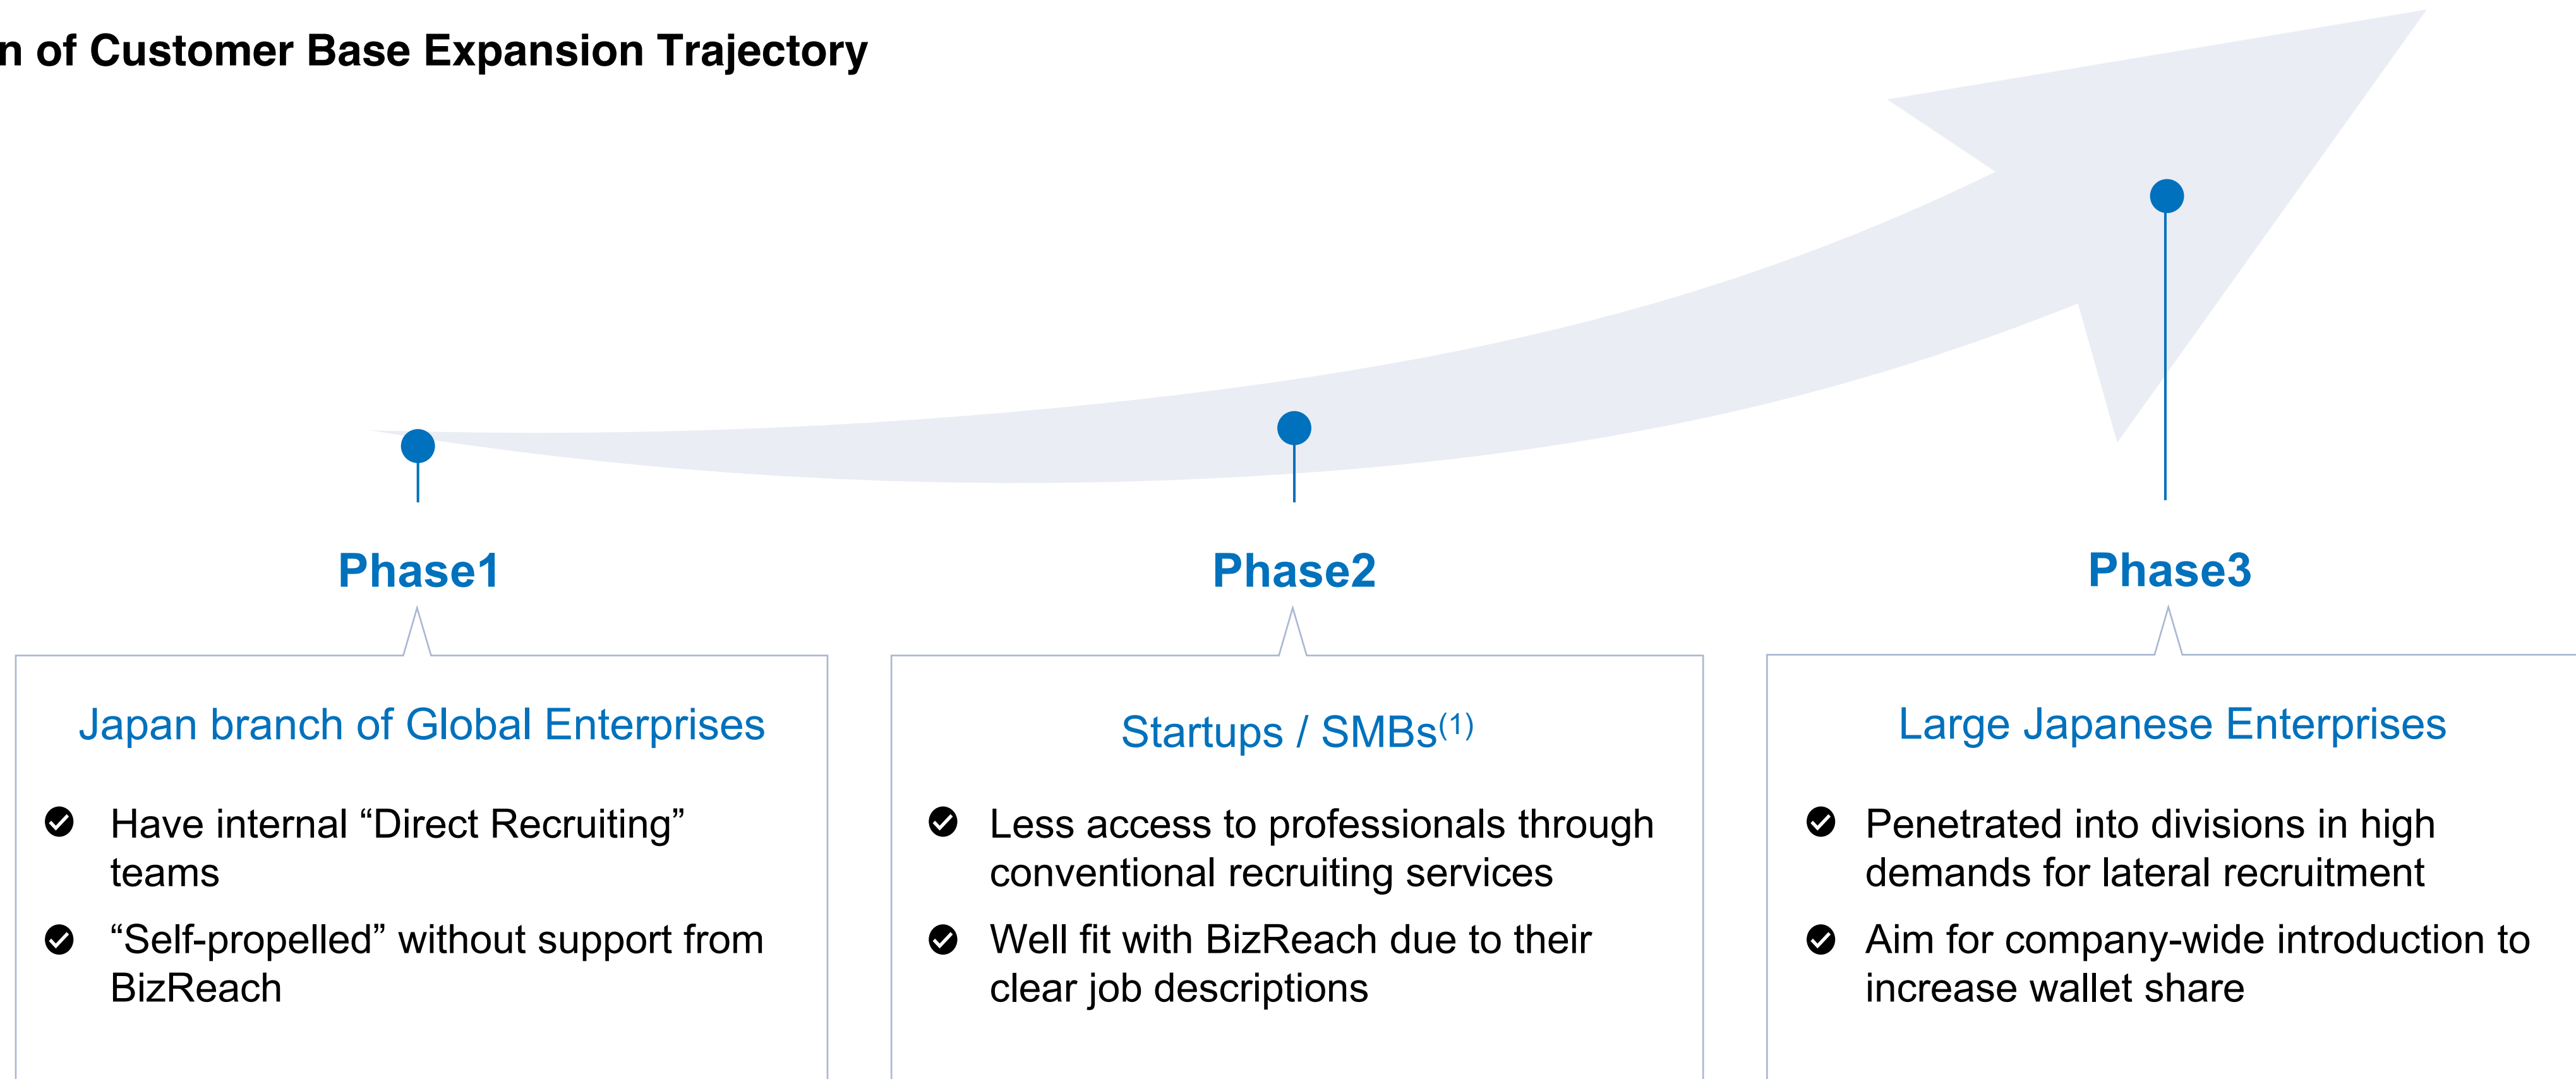 n of Customer Base Expansion Trajectory
Phase1
Phase2
Phase3
Japan branch of Global Enterprises
Have internal “Direct Recruiting”
teams
“Self-propelled” without support from
BizReach
Startups / SMBs(1)
Less access to professionals through
conventional recruiting services
Well fit with BizReach due to their
clear job descriptions
Large Japanese Enterprises
Penetrated into divisions in high
demands for lateral recruitment
Aim for company-wide introduction to
increase wallet share